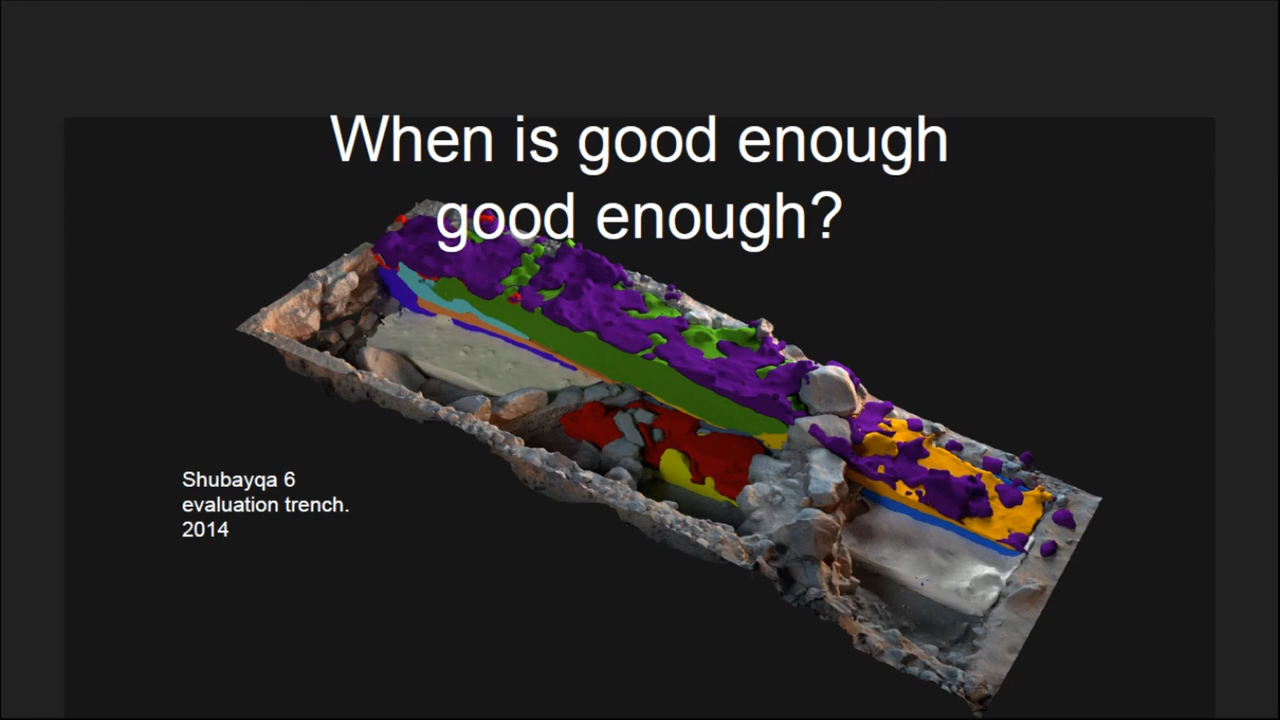 When is good enough
good enough?
Shubayqa 6
evaluation trench.
2014